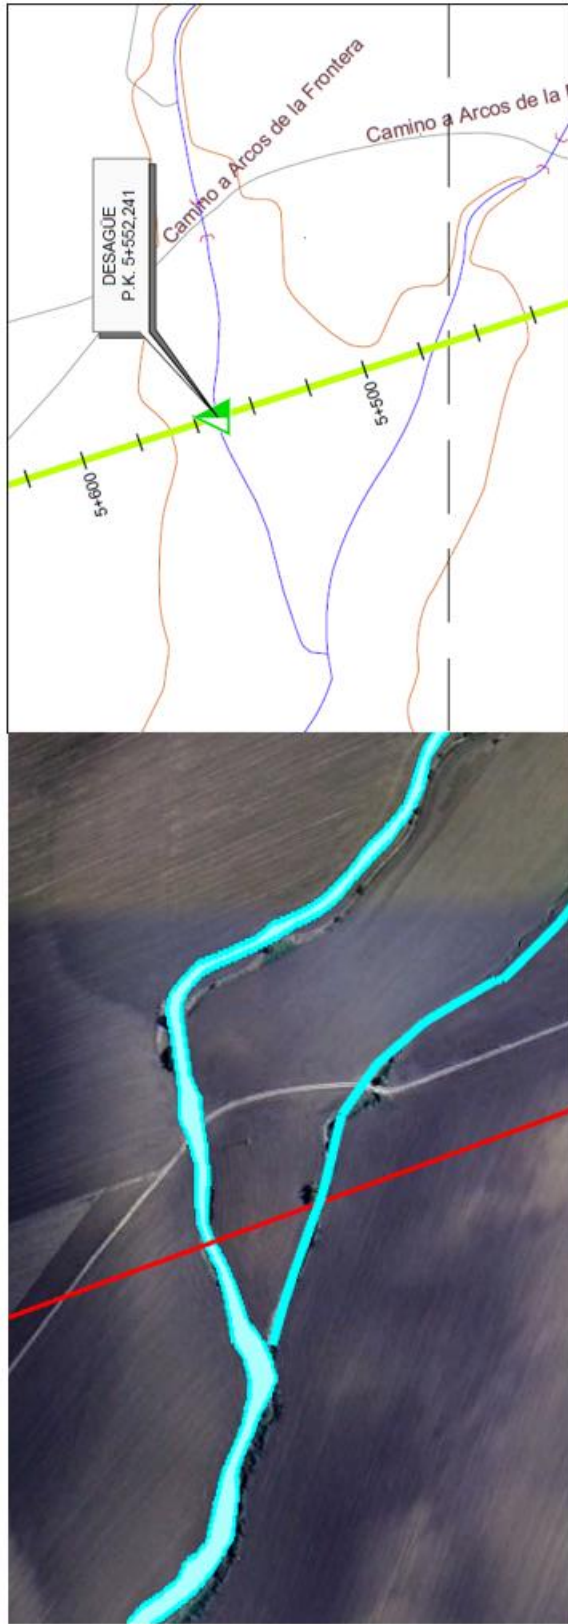 Camino a Arcos de la Frontera
Camino a Arcos de la
DESAGÜE
P.K. 5+552,241
5+500
5+600